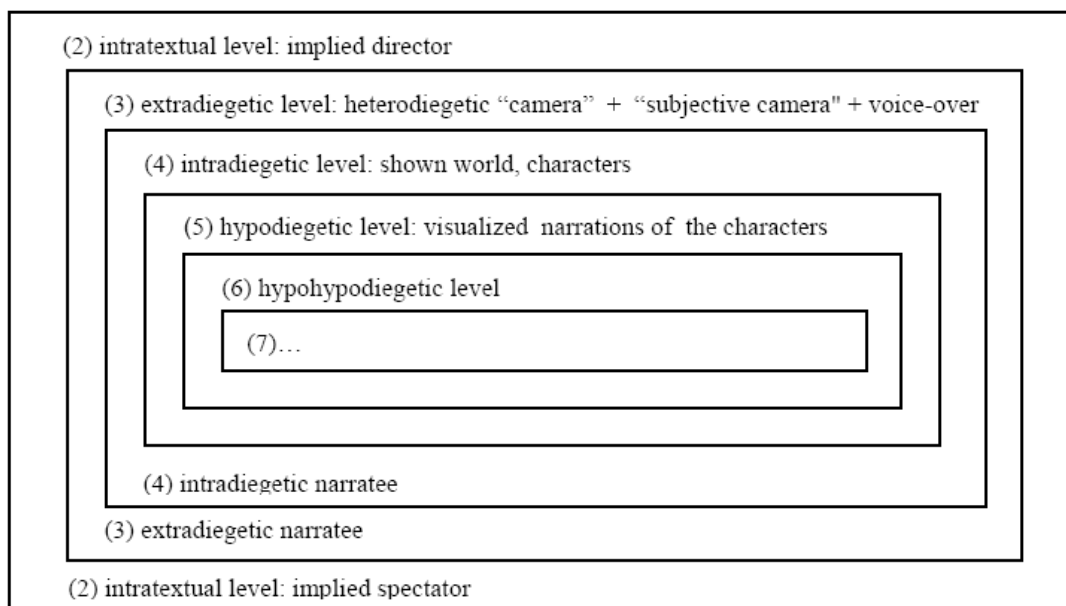 (2) intratextual level: implied director
(3) extradiegetic level: heterodiegetic “camera” + “subjective camera" + voice-over
(4) intradiegetic level: shown world, characters
(5) hypodiegetic level: visualized narrations of the characters
(6) hypohypodiegetic level
(7)…
(4) intradiegetic narratee
(3) extradiegetic narratee
(2) intratextual level: implied spectator